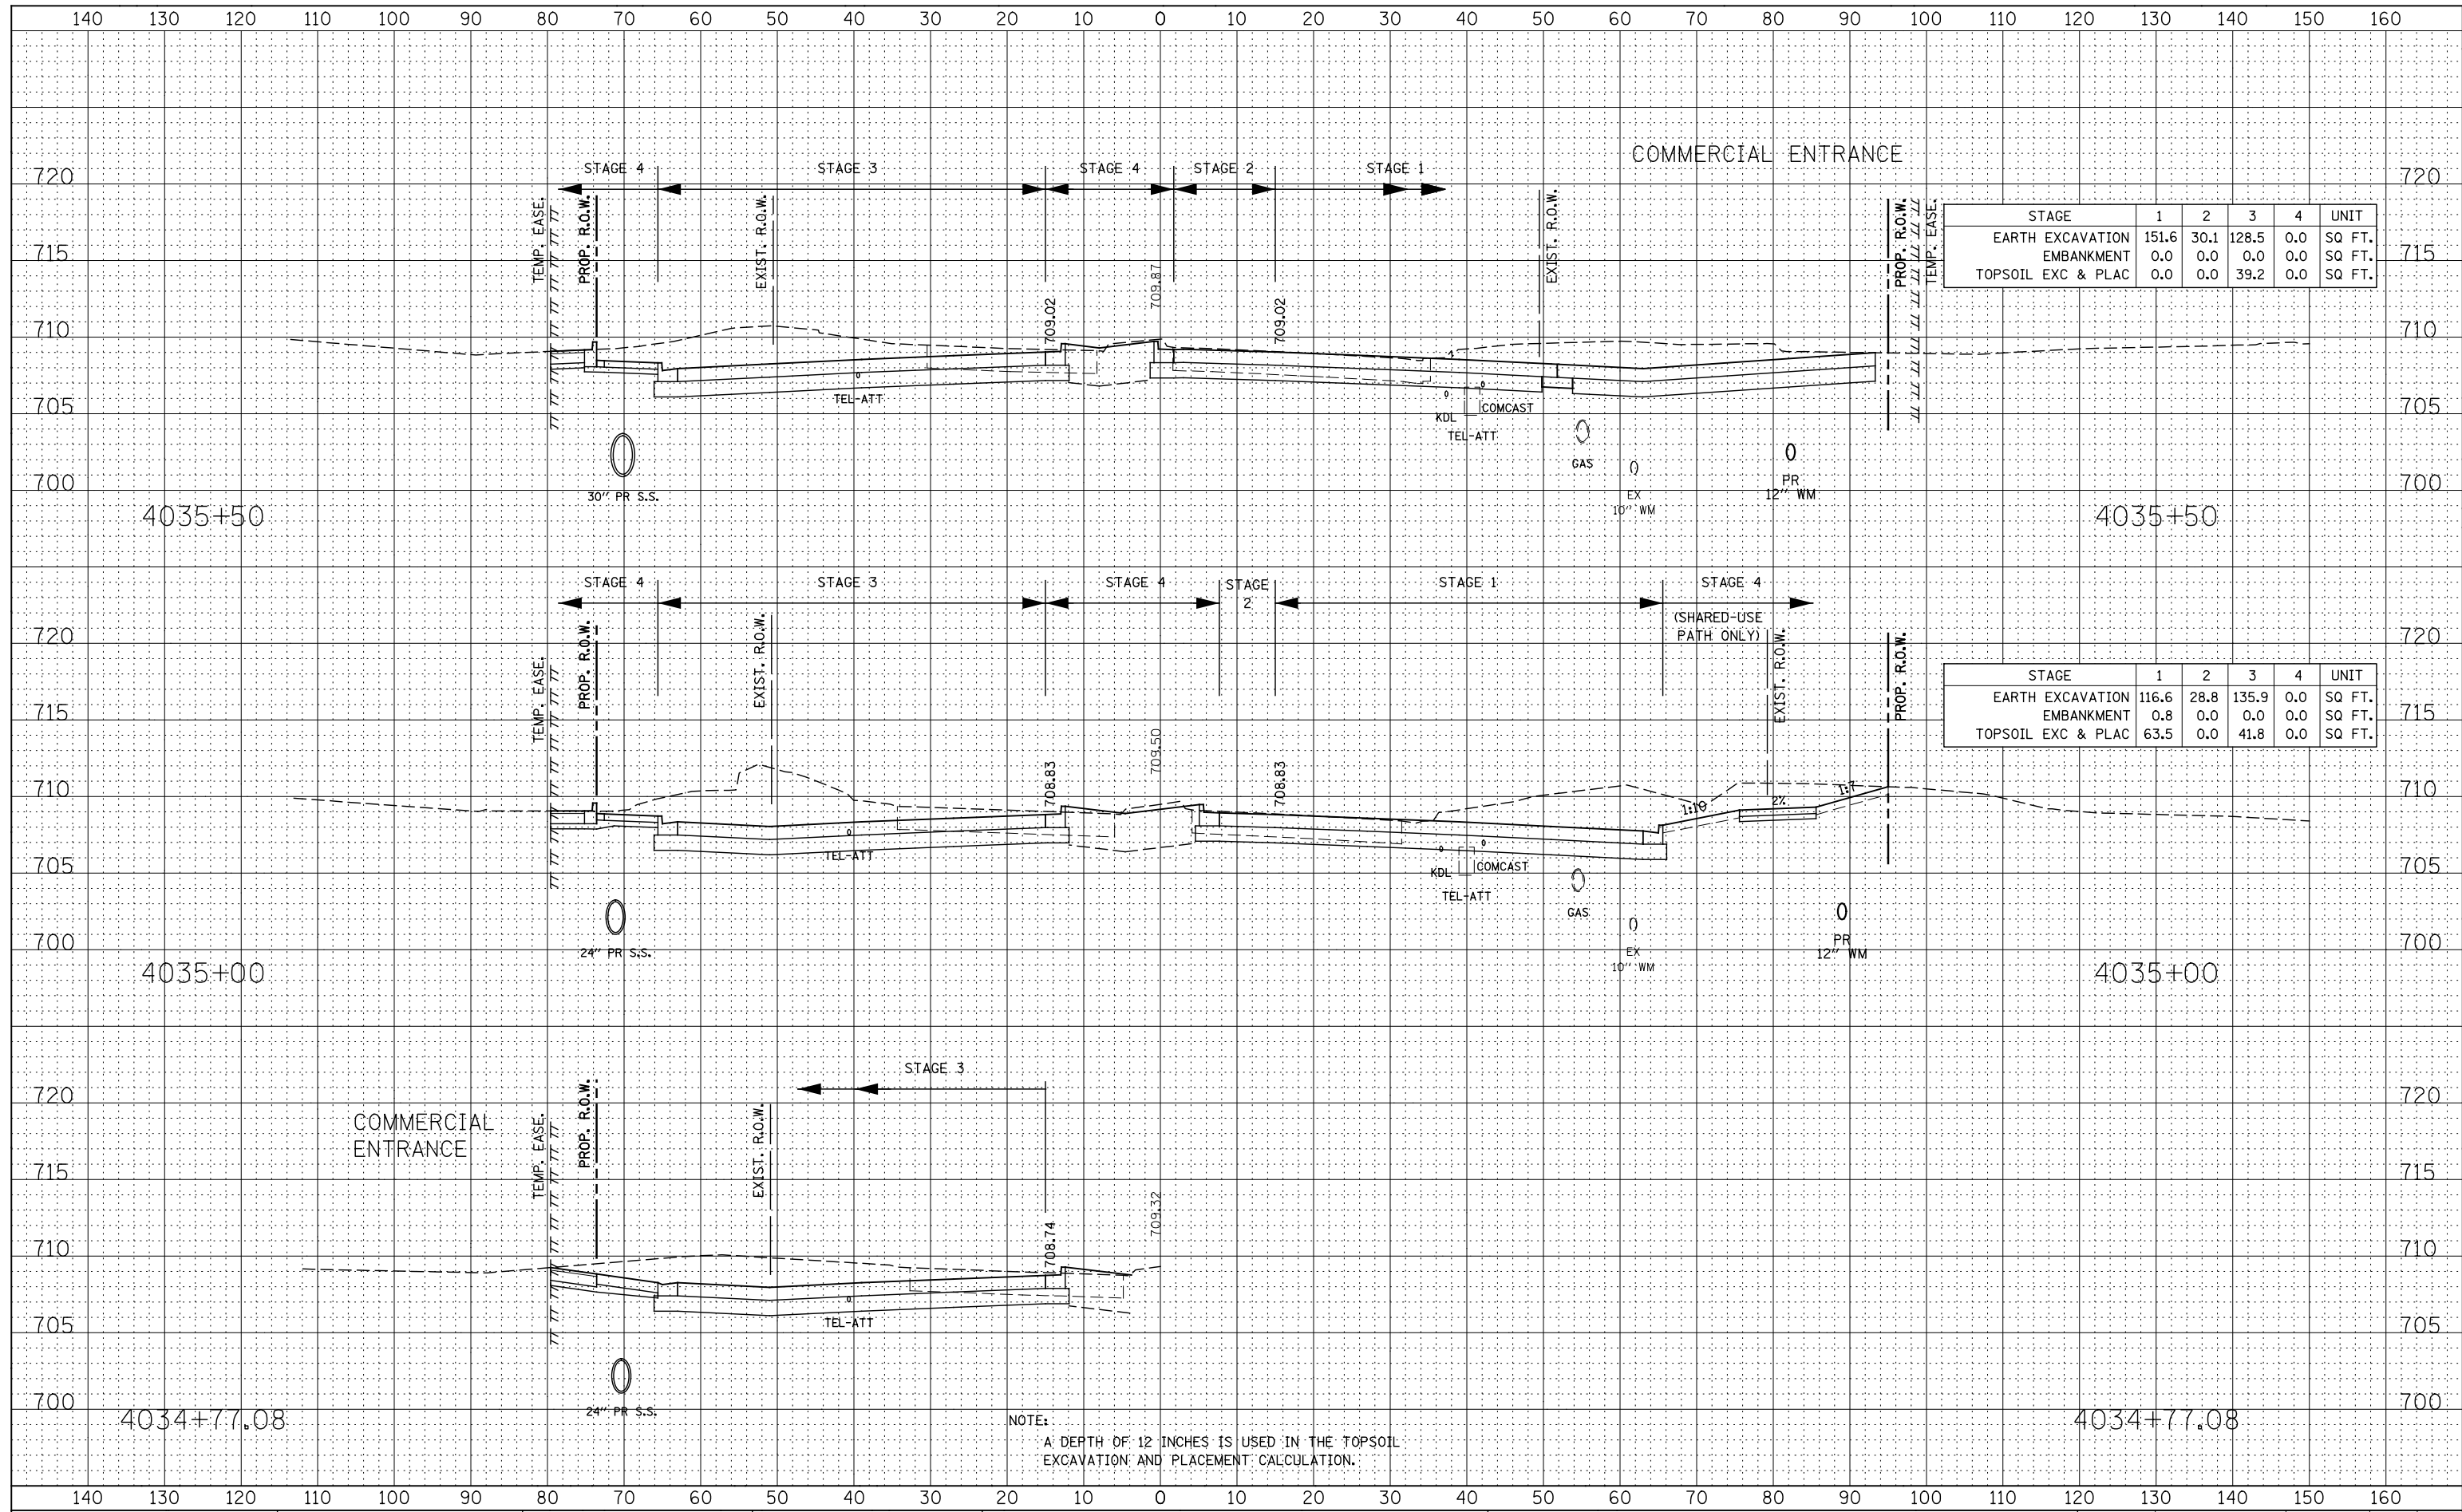 140 130 120 110 100 90 80 70 60 50 40 30 20 10 0 10 20 30 40 50 60 70 80 90 100 110 120 130 140 150 160
COMMERCIAL ENTRANCE
STAGE 4 STAGE 3 STAGE 4 STAGE 2 STAGE 1
720 720
TEMP. EASE.
PROP. R.O.W.
EXIST. R.O.W.
EXIST. R.O.W.
PROP. R.O.W.
TEMP. EASE.
STAGE 1 2 3 4 UNIT
EARTH EXCAVATION 151.6 30.1 128.5 0.0 SQ FT.
EMBANKMENT 0.0 0.0 0.0 0.0 SQ FT.
TOPSOIL EXC & PLAC 0.0 0.0 39.2 0.0 SQ FT.
715 715
709.02
709.87
709.02
710 710
TEL-ATT
KDL
COMCAST
TEL-ATT
705 705
GAS
30" PR S.S.
EX
10" WM
PR
12" WM
700 700
4035+50 4035+50
STAGE 4 STAGE 3 STAGE 4 STAGE
2
STAGE 1 STAGE 4
(SHARED-USE
PATH ONLY)
720 720
TEMP. EASE.
PROP. R.O.W.
EXIST. R.O.W.
EXIST. R.O.W.
PROP. R.O.W.
STAGE 1 2 3 4 UNIT
EARTH EXCAVATION 116.6 28.8 135.9 0.0 SQ FT.
EMBANKMENT 0.8 0.0 0.0 0.0 SQ FT.
TOPSOIL EXC & PLAC 63.5 0.0 41.8 0.0 SQ FT.
715 715
708.83
709.50
708.83
710 710
1:10
2%
1:7
TEL-ATT
KDL
COMCAST
TEL-ATT
705 705
GAS
24" PR S.S.
EX
10" WM
PR
12" WM
700 700
4035+00 4035+00
STAGE 3
720 720
COMMERCIAL
ENTRANCE
TEMP. EASE.
PROP. R.O.W.
EXIST. R.O.W.
715 715
708.74
709.32
710 710
TEL-ATT
705 705
24" PR S.S.
700 700
4034+77.08 4034+77.08
NOTE:
A DEPTH OF 12 INCHES IS USED IN THE TOPSOIL
EXCAVATION AND PLACEMENT CALCULATION.
140 130 120 110 100 90 80 70 60 50 40 30 20 10 0 10 20 30 40 50 60 70 80 90 100 110 120 130 140 150 160